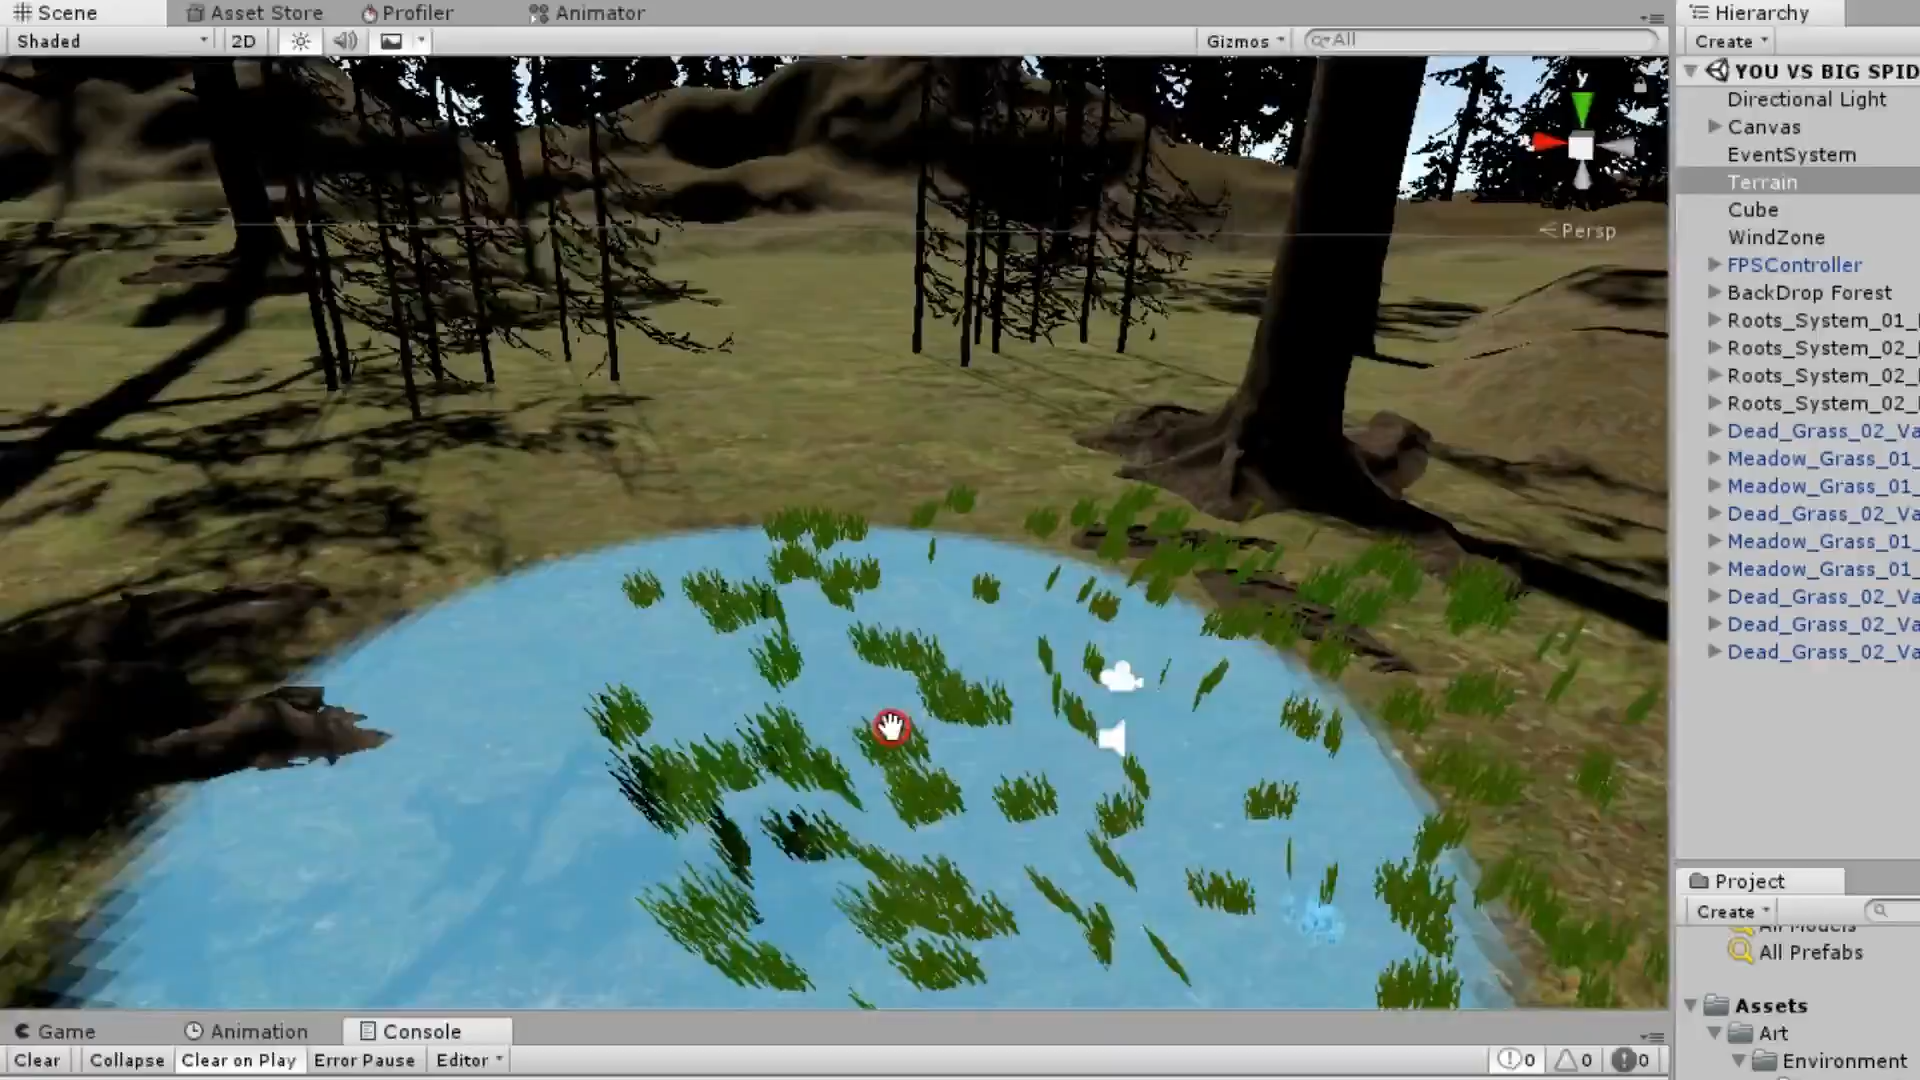 Scene
Asset Store
Profiler
Animator
Shaded
2D
Gizmos
All
y
Persp
Hierarchy
Create
YOU VS BIG SPID
Directional Light
Canvas
EventSystem
Terrain
Cube
WindZone
FPSController
BackDrop Forest
Roots_System_01_
Roots_System_02_
Roots_System_02_
Roots_System_02_
Dead_Grass_02_Va
Meadow_Grass_01_
Meadow_Grass_01_
Dead_Grass_02_Va
Meadow_Grass_01_
Meadow_Grass_01_
Dead_Grass_02_Va
Dead_Grass_02_Va
Dead_Grass_02_Va
Project
Create
All Models
All Prefabs
Assets
Art
Environment
Game
Animation
Console
Clear
Collapse
Clear on Play
Error Pause
Editor
0
0
0